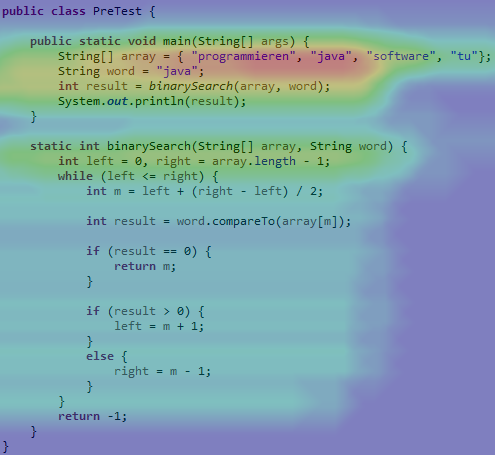 public class PreTest {
public static void main(String[] args) {
String[] array = { "programmieren", "java", "software", "tu"};
String word = "java";
int result = binarySearch(array, word);
System.out.println(result);
}
static int binarySearch(String[] array, String word) {
int left = 0, right = array.length - 1;
while (left <= right) {
int m = left + (right - left) / 2;
int result = word.compareTo(array[m]);
if (result == 0) {
return m;
}
if (result > 0) {
left = m + 1;
}
else {
right = m - 1;
}
}
return -1;
}
}